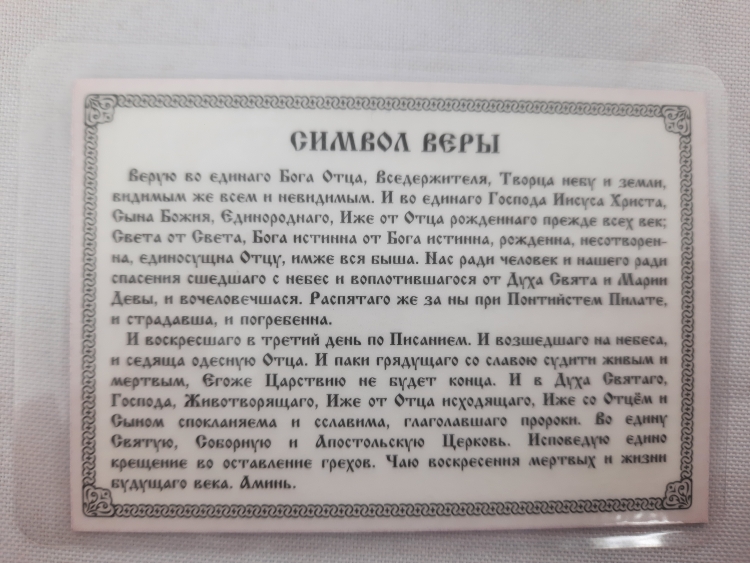 СИМВОЛ ВЕРЫ
Верую во единаго Бога Отца, Вседержителя, Творца небу и земли,
видимым же всем и невидимым. И во единаго Господа Иисуса Христа,
Сына Божия, Единороднаго, Иже от Отца рожденнаго прежде всех век;
Света от Света, Бога истинна от Бога истинна, рожденна, несотворен-
на, единосущна Отцу, имже вся быша. Нас ради человек и нашего ради
спасения сшедшаго с небес и воплотившагося от Духа Свята и Марии
Девы, и вочеловечшася. Распятаго же за ны при Понтийстем Пилате,
и страдавша, и погребенна.
И воскресшаго в третий день по Писанием. И возшедшаго на небеса,
и седяща одесную Отца. И паки грядущаго со славою судити живым и
мертвым, Егоже Царствию не будет конца. И в Духа Святаго,
Господа, Животворящаго, Иже от Отца исходящаго, Иже со Отцём и
Сыном спокланяема и сславима, глаголавшаго пророки. Во едину
Святую, Соборную и Апостольскую Церковь. Исповедую едино
крещение во оставление грехов. Чаю воскресения мертвых и жизни
будущаго века. Аминь.